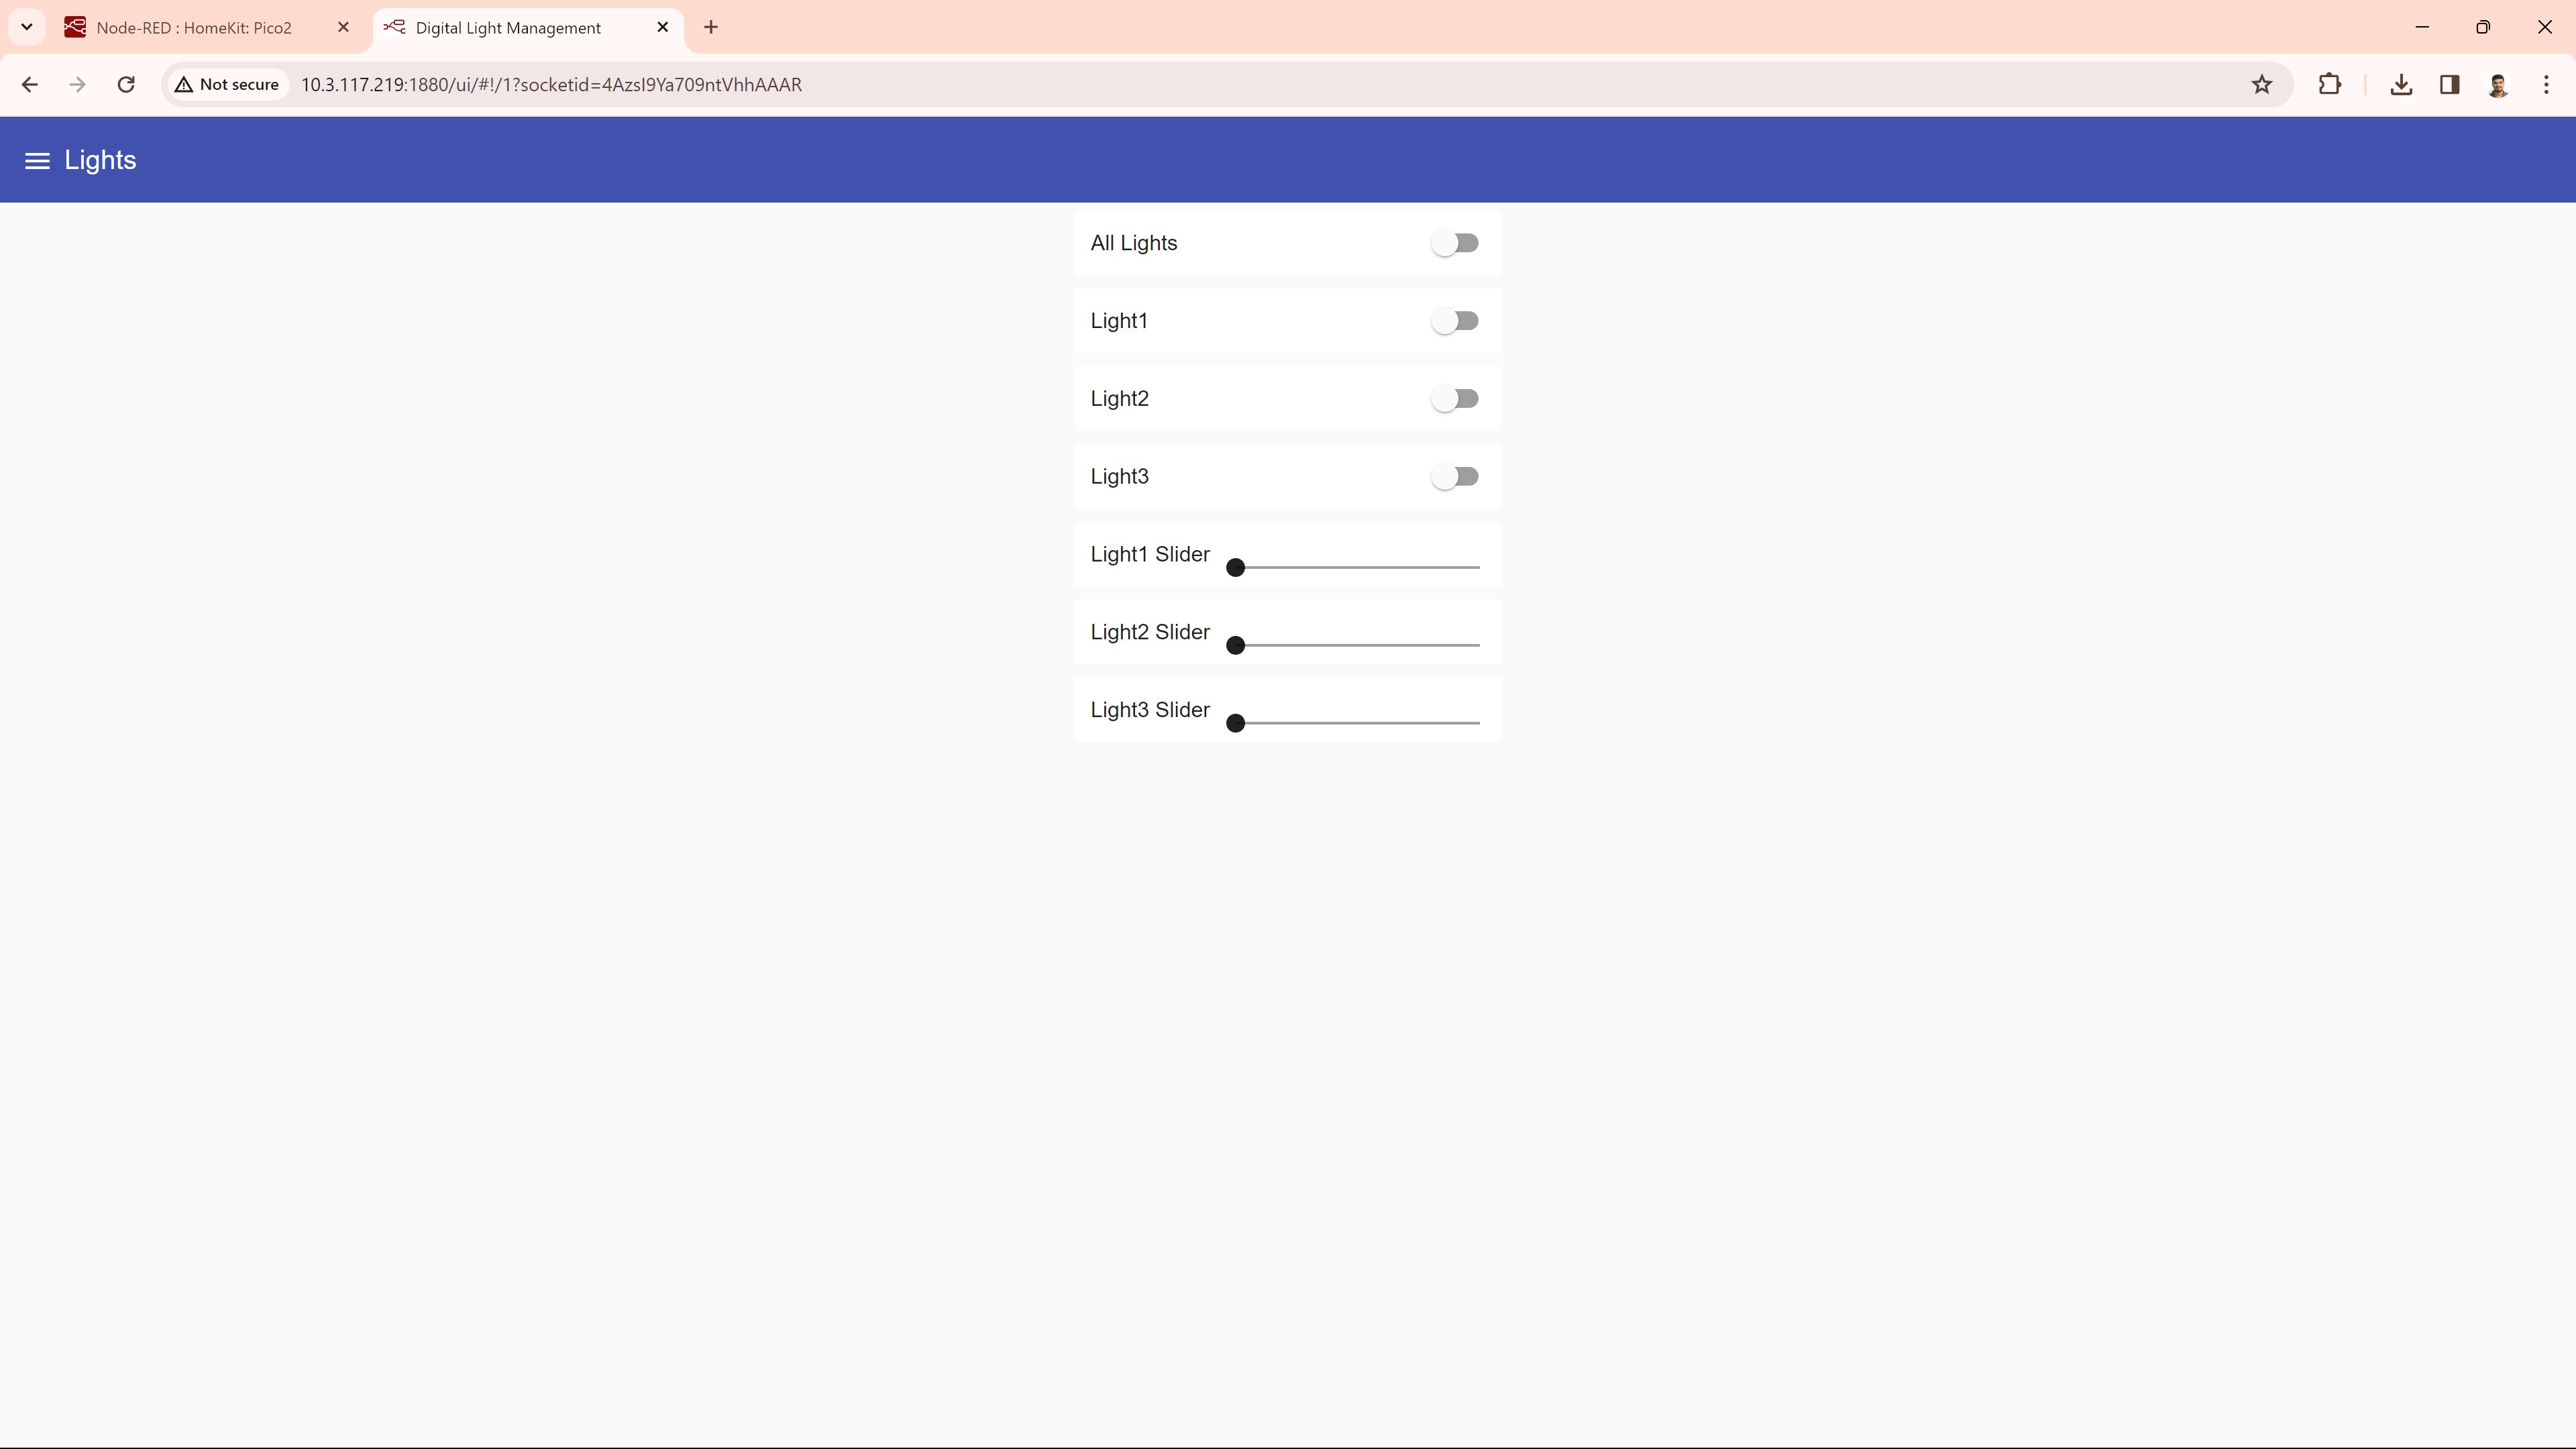 Node-RED : HomeKit: Pico2
Digital Light Management
Not secure
10.3.117.219:1880/ui/#!/1?socketid=4AzsI9Ya709ntVhhAAAR
Lights
All Lights
Light1
Light2
Light3
Light1 Slider
Light2 Slider
Light3 Slider